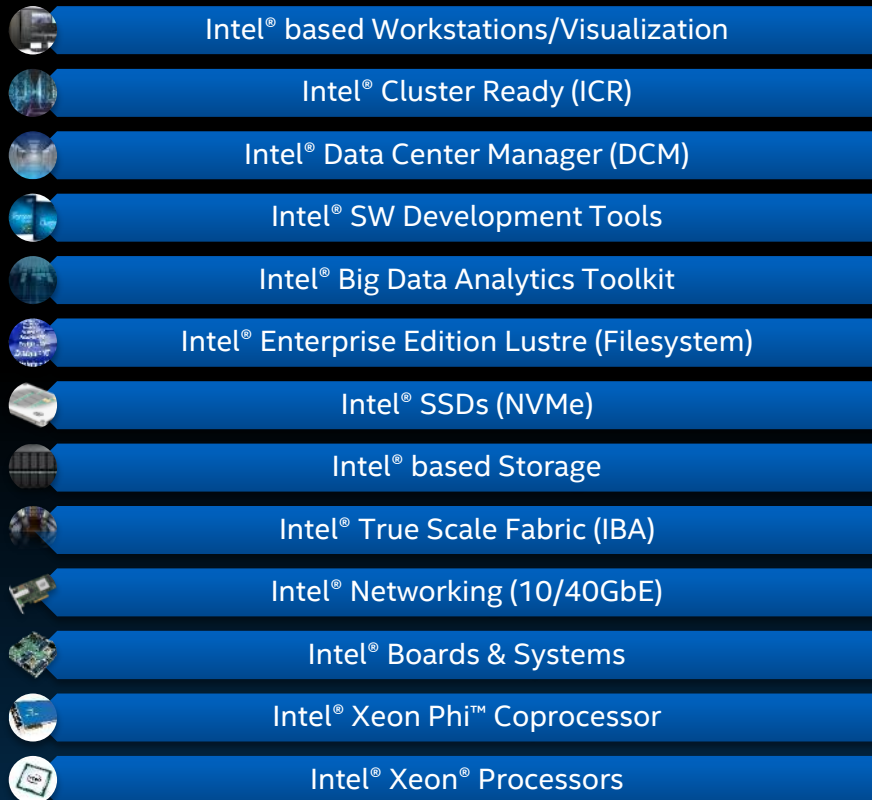 Intel® based Workstations/Visualization
Intel® Cluster Ready (ICR)
Intel® Data Center Manager (DCM)
Intel® SW Development Tools
Intel® Big Data Analytics Toolkit
Intel® Enterprise Edition Lustre (Filesystem)
Intel® SSDs (NVMe)
Intel® based Storage
Intel® True Scale Fabric (IBA)
Intel® Networking (10/40GbE)
Intel® Boards & Systems
Intel® Xeon Phi™ Coprocessor
Intel® Xeon® Processors